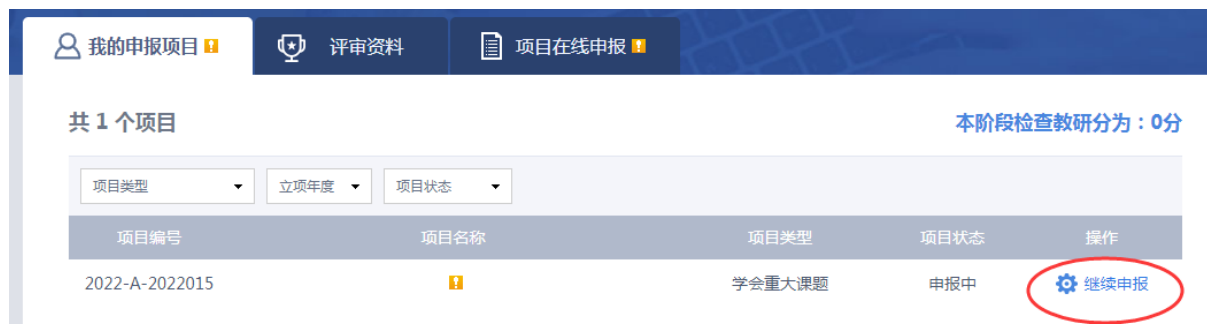 我的申报项目 评审资料 项目在线申报
共 1 个项目 本阶段检查教研分为：0分
项目类型 立项年度 项目状态
项目编号 项目名称 项目类型 项目状态 操作
2022-A-2022015 学会重大课题 申报中 继续申报